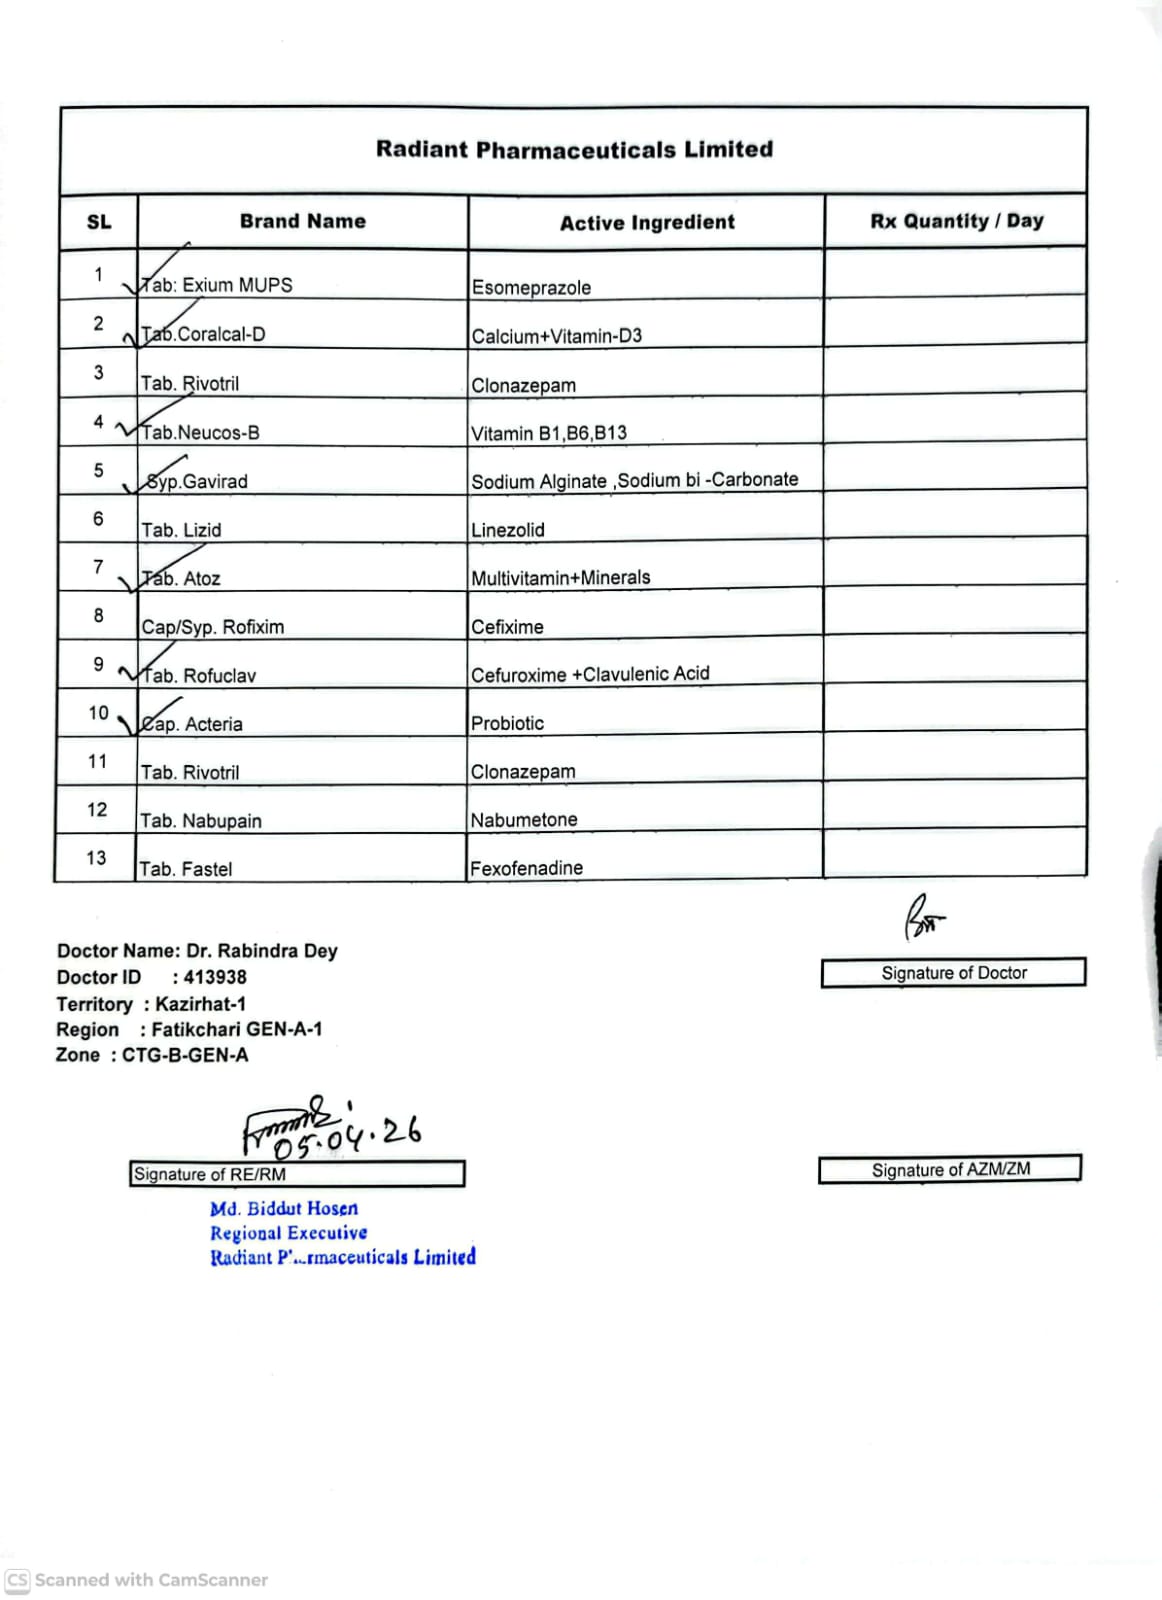 Radiant Pharmaceuticals Limited
SL Brand Name Active Ingredient Rx Quantity / Day
1 Tab: Exium MUPS Esomeprazole
2 Tab.Coralcal-D Calcium+Vitamin-D3
3 Tab. Rivotril Clonazepam
4 Tab.Neucos-B Vitamin B1,B6,B13
5 Syp.Gavirad Sodium Alginate ,Sodium bi -Carbonate
6 Tab. Lizid Linezolid
7 Tab. Atoz Multivitamin+Minerals
8 Cap/Syp. Rofixim Cefixime
9 Tab. Rofuclav Cefuroxime +Clavulenic Acid
10 Cap. Acteria Probiotic
11 Tab. Rivotril Clonazepam
12 Tab. Nabupain Nabumetone
13 Tab. Fastel Fexofenadine
Doctor Name: Dr. Rabindra Dey
Signature of Doctor
Doctor ID : 413938
Territory : Kazirhat-1
Region : Fatikchari GEN-A-1
Zone : CTG-B-GEN-A
05.04.26
Signature of RE/RM
Signature of AZM/ZM
Md. Biddut Hosen
Regional Executive
Radiant P rmaceuticals Limited
CS Scanned with CamScanner